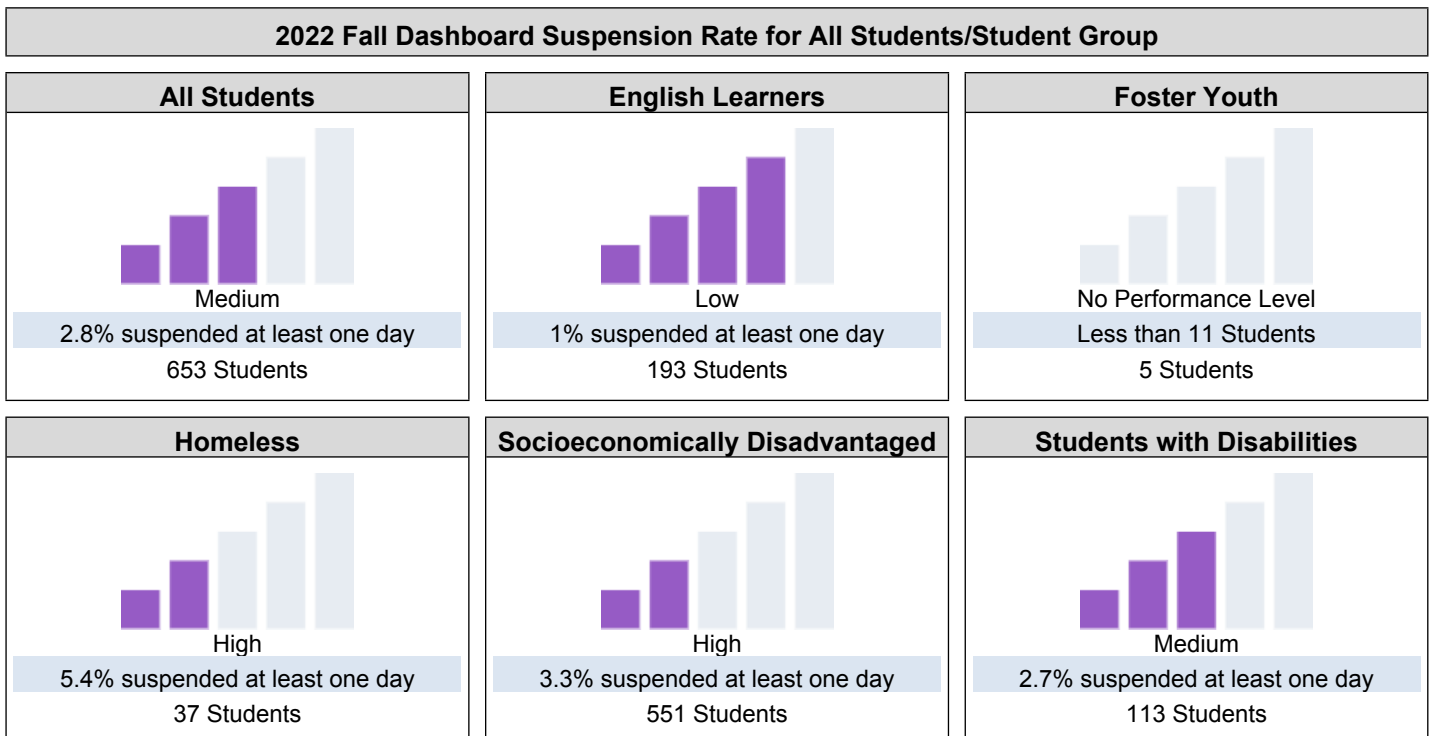 2022 Fall Dashboard Suspension Rate for All Students/Student Group
All Students
Medium
2.8% suspended at least one day
653 Students
English Learners
Low
1% suspended at least one day
193 Students
Foster Youth
No Performance Level
Less than 11 Students
5 Students
Homeless
High
5.4% suspended at least one day
37 Students
Socioeconomically Disadvantaged
High
3.3% suspended at least one day
551 Students
Students with Disabilities
Medium
2.7% suspended at least one day
113 Students